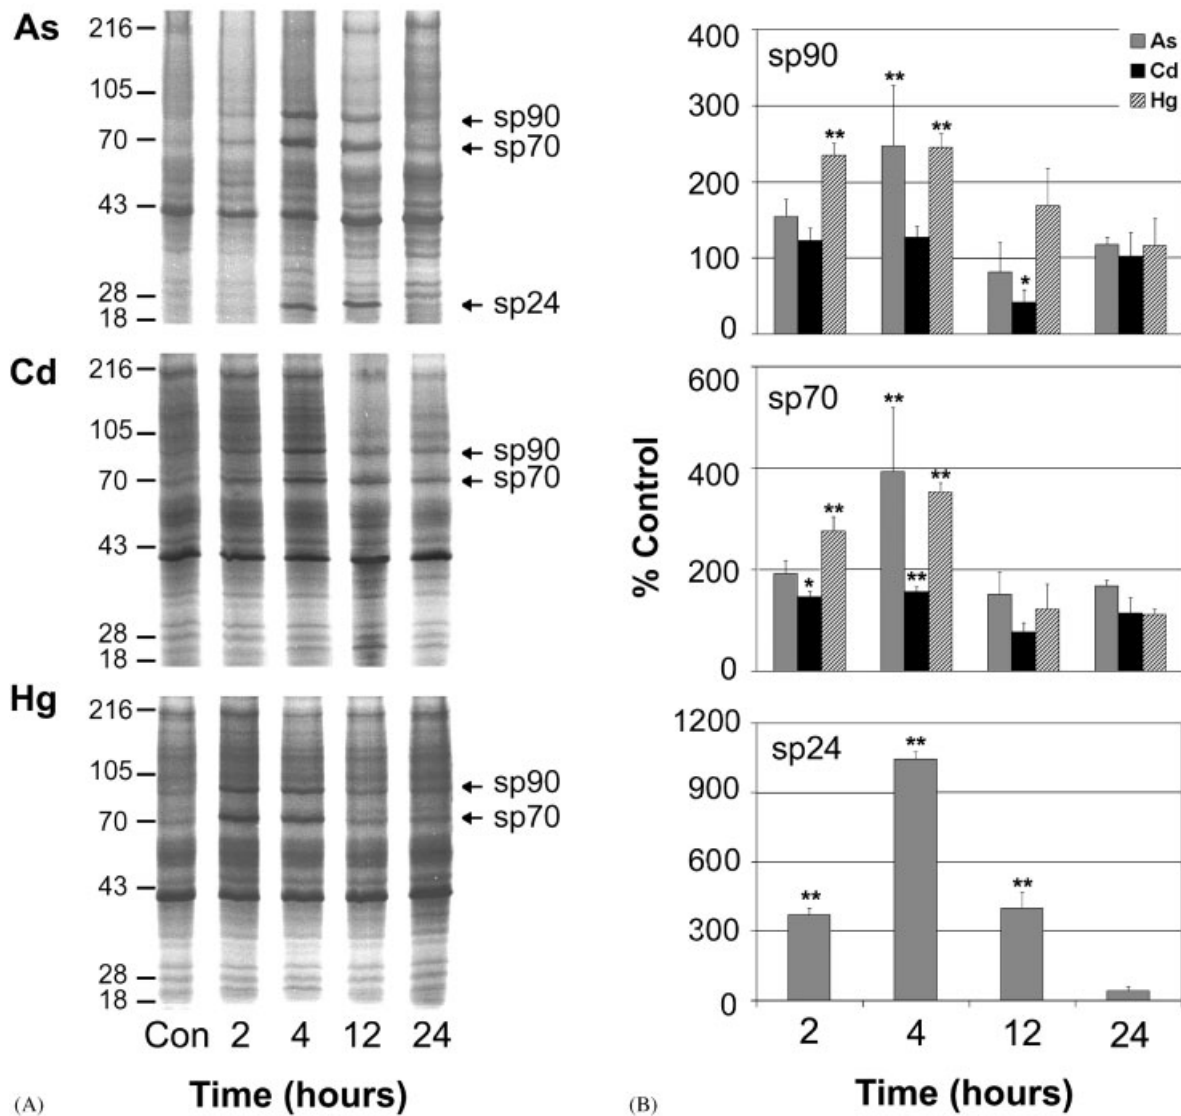 As
216
105
70
43
28
18
sp90
sp70
sp24
Cd
216
105
70
43
28
18
sp90
sp70
Hg
216
105
70
43
28
18
sp90
sp70
Con 2 4 12 24
Time (hours)
(A)
% Control
400
300
200
100
0
sp90
As
Cd
Hg
**
**
**
*
600
400
200
0
sp70
*
**
**
**
**
1200
900
600
300
0
sp24
**
**
**
2 4 12 24
Time (hours)
(B)